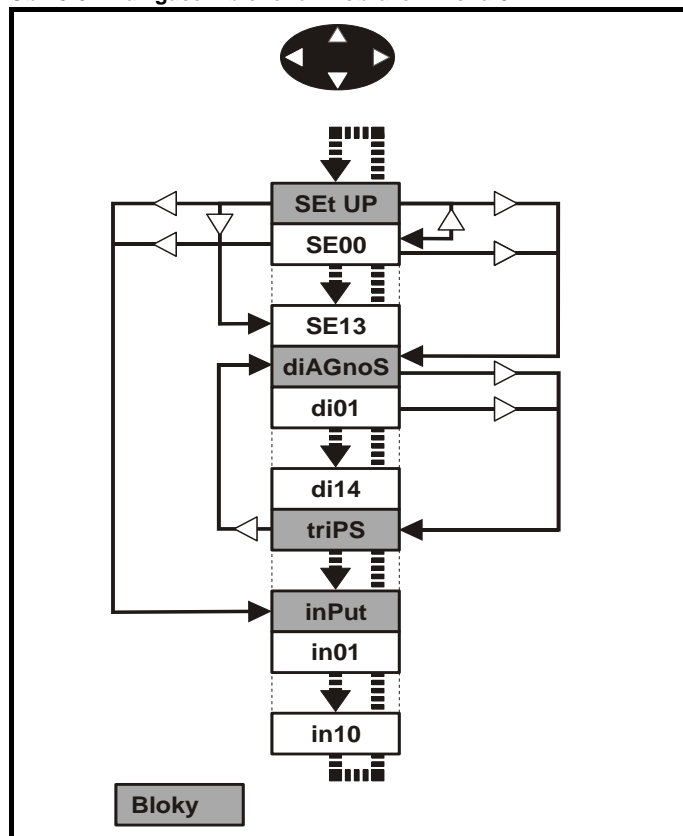 SEt UP
SE00
SE13
diAGnoS
di01
di14
triPS
inPut
in01
in10
Bloky